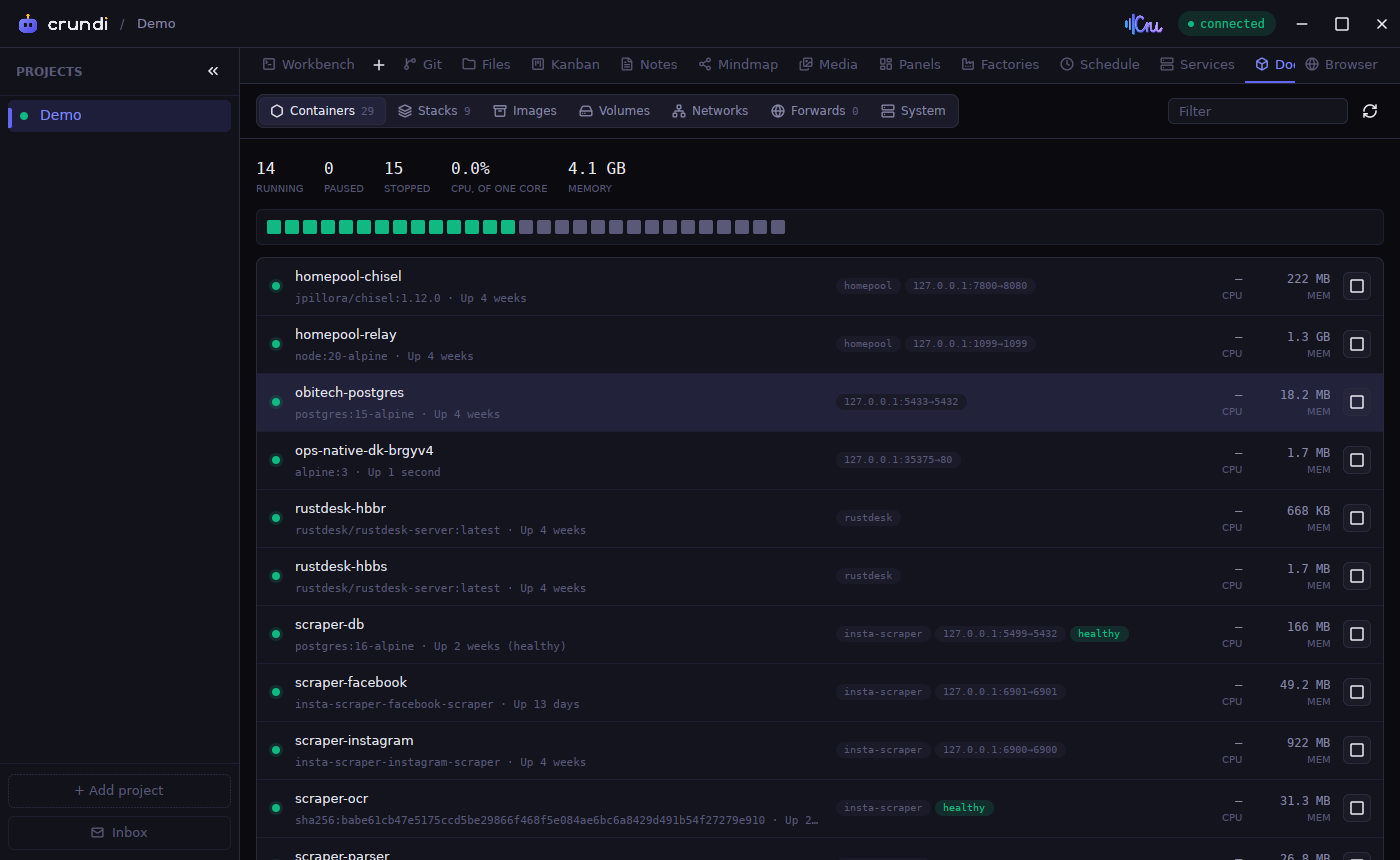 crundi / Demo
Cru
connected
PROJECTS
Demo
+ Add project
Inbox
Workbench + Git Files Kanban Notes Mindmap Media Panels Factories Schedule Services Doc Browser
Containers 29 Stacks 9 Images Volumes Networks Forwards 0 System
Filter
14 0 15 0.0% 4.1 GB
RUNNING PAUSED STOPPED CPU, OF ONE CORE MEMORY
homepool-chisel
jpillora/chisel:1.12.0 · Up 4 weeks
homepool 127.0.0.1:7800→8080
– CPU
222 MB MEM
homepool-relay
node:20-alpine · Up 4 weeks
homepool 127.0.0.1:1099→1099
– CPU
1.3 GB MEM
obitech-postgres
postgres:15-alpine · Up 4 weeks
127.0.0.1:5433→5432
– CPU
18.2 MB MEM
ops-native-dk-brgyv4
alpine:3 · Up 1 second
127.0.0.1:35375→80
– CPU
1.7 MB MEM
rustdesk-hbbr
rustdesk/rustdesk-server:latest · Up 4 weeks
rustdesk
– CPU
668 KB MEM
rustdesk-hbbs
rustdesk/rustdesk-server:latest · Up 4 weeks
rustdesk
– CPU
1.7 MB MEM
scraper-db
postgres:16-alpine · Up 2 weeks (healthy)
insta-scraper 127.0.0.1:5499→5432 healthy
– CPU
166 MB MEM
scraper-facebook
insta-scraper-facebook-scraper · Up 13 days
insta-scraper 127.0.0.1:6901→6901
– CPU
49.2 MB MEM
scraper-instagram
insta-scraper-instagram-scraper · Up 4 weeks
insta-scraper 127.0.0.1:6900→6900
– CPU
922 MB MEM
scraper-ocr
sha256:babe61cb47e5175ccd5be29866f468f5e084ae6bc6a8429d491b54f27279e910 · Up 2…
insta-scraper healthy
– CPU
31.3 MB MEM
scraper-parser
26.8 MB